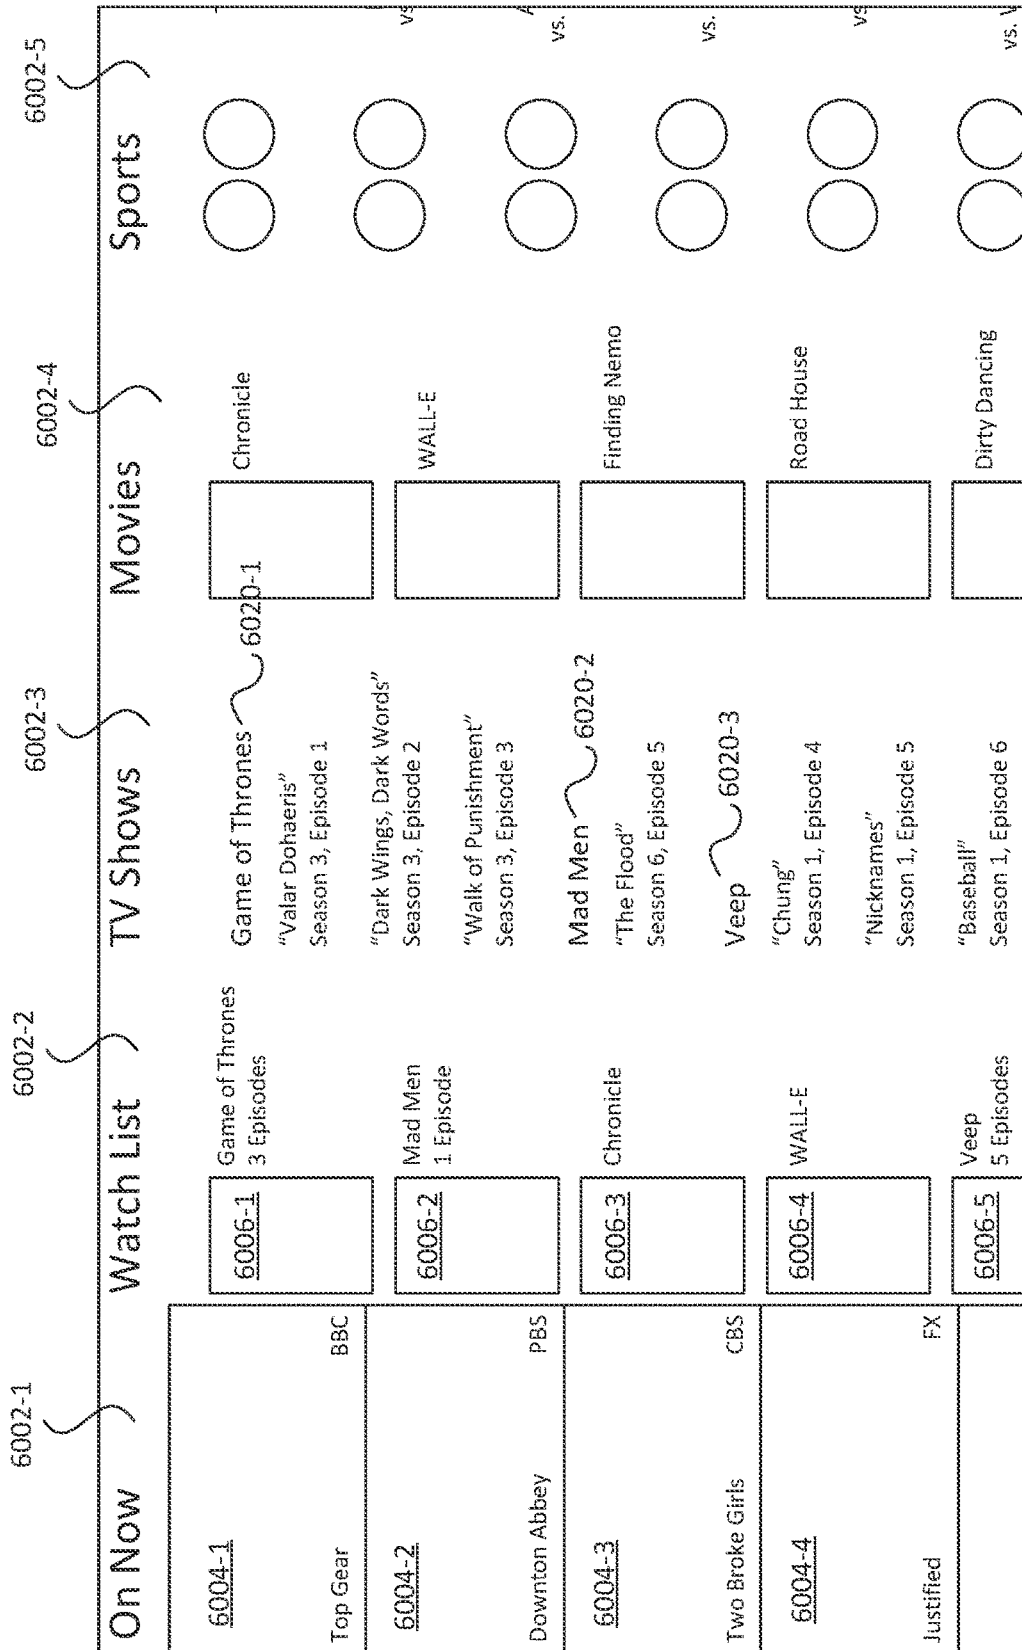 6002-1
6002-2
6002-3
6002-4
6002-5
On Now
Watch List
TV Shows
Movies
Sports
6004-1
Top Gear
BBC
6004-2
Downton Abbey
PBS
6004-3
Two Broke Girls
CBS
6004-4
Justified
FX
6006-1
Game of Thrones
3 Episodes
6006-2
Mad Men
1 Episode
6006-3
Chronicle
6006-4
WALL-E
6006-5
Veep
5 Episodes
Game of Thrones
6020-1
"Valar Dohaeris"
Season 3, Episode 1
"Dark Wings, Dark Words"
Season 3, Episode 2
"Walk of Punishment"
Season 3, Episode 3
Mad Men
6020-2
"The Flood"
Season 6, Episode 5
Veep
6020-3
"Chung"
Season 1, Episode 4
"Nicknames"
Season 1, Episode 5
"Baseball"
Season 1, Episode 6
Chronicle
WALL-E
Finding Nemo
Road House
Dirty Dancing
vs
vs.
vs.
vs
vs.